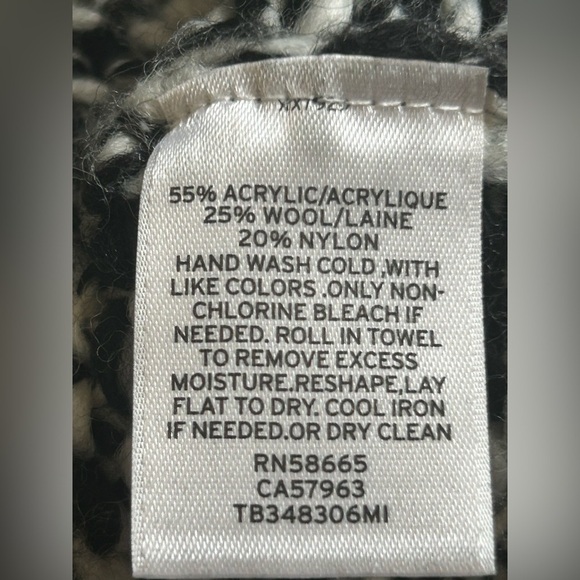 55% ACRYLIC/ACRYLIQUE
25% WOOL/LAINE
20% NYLON
HAND WASH COLD ,WITH
LIKE COLORS .ONLY NON-
CHLORINE BLEACH IF
NEEDED. ROLL IN TOWEL
TO REMOVE EXCESS
MOISTURE.RESHAPE,LAY
FLAT TO DRY. COOL IRON
IF NEEDED.OR DRY CLEAN
RN58665
CA57963
TB348306MI